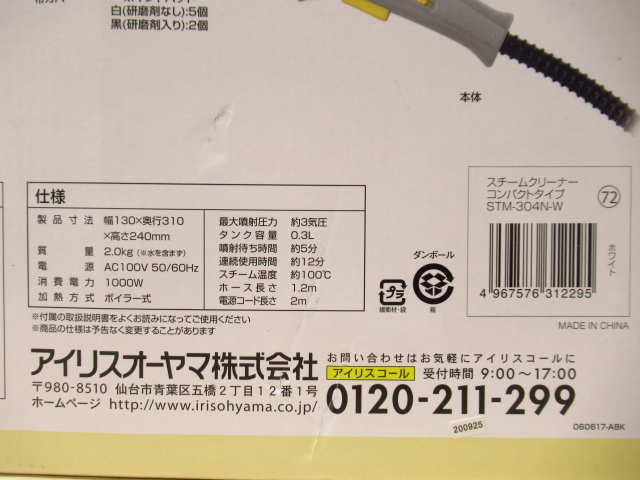 白(研磨剤なし):5個
黒(研磨剤入り):2個
本体
仕様
製品寸法 幅130×奥行310
×高さ240mm
質量 2.0kg(※水を含まず)
電源 AC100V 50/60Hz
消費電力 1000W
加熱方式 ボイラー式
最大噴射圧力 約3気圧
タンク容量 0.3L
噴射待ち時間 約5分
連続使用時間 約12分
スチーム温度 約100℃
ホース長さ 1.2m
電源コード長さ 2m
※付属の取扱説明書をよくお読みになってご使用ください
※商品の仕様は予告なく変更することがあります
プラ
緩衝材・袋
ダンボール
箱
スチームクリーナー
コンパクトタイプ
STM-304N-W
72
ホワイト
4 967576 312295
MADE IN CHINA
アイリスオーヤマ株式会社
〒980-8510 仙台市青葉区五橋2丁目12番1号
ホームページ http://www.irisohyama.co.jp/
お問い合わせはお気軽にアイリスコールに
アイリスコール 受付時間 9:00～17:00
0120-211-299
200925
060617-ABK